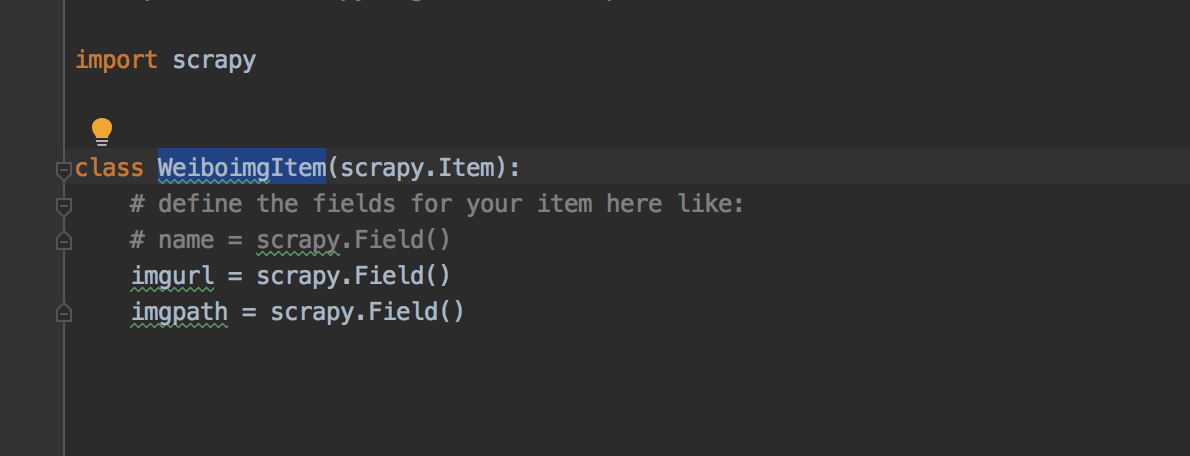 import scrapy
class WeiboimgItem(scrapy.Item):
# define the fields for your item here like:
# name = scrapy.Field()
imgurl = scrapy.Field()
imgpath = scrapy.Field()